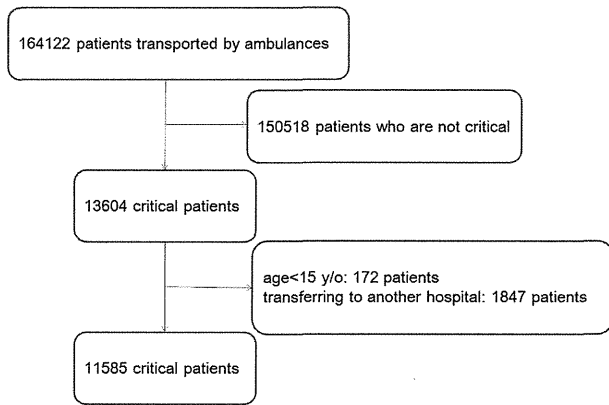 164122 patients transported by ambulances
150518 patients who are not critical
13604 critical patients
age<15 y/o: 172 patients
transferring to another hospital: 1847 patients
11585 critical patients